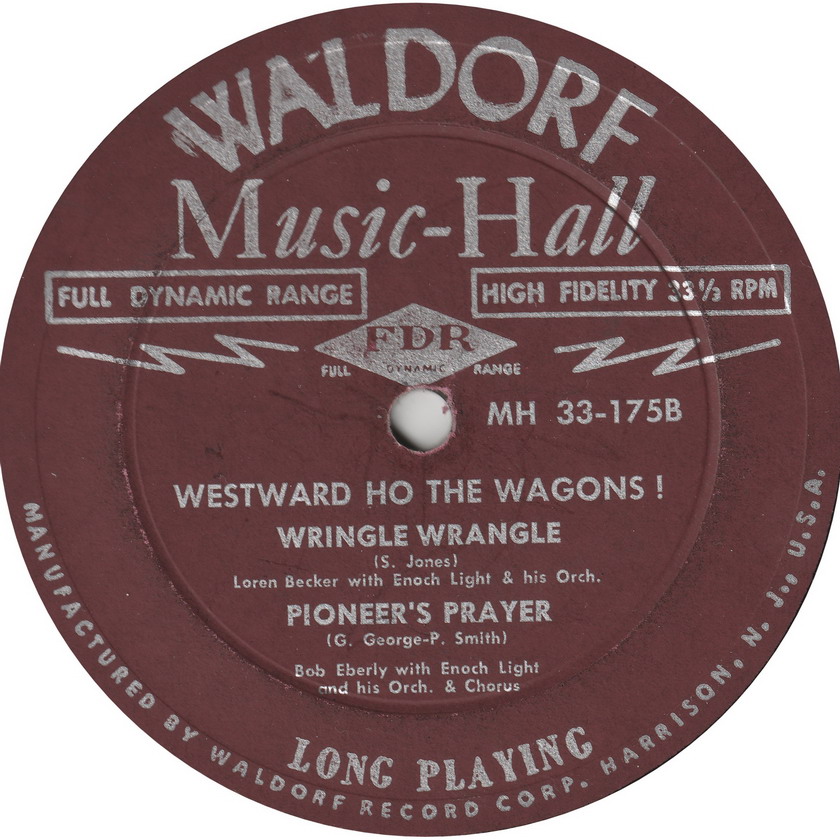 WALDORF
Music-Hall
FULL DYNAMIC RANGE
HIGH FIDELITY 33 1/3 RPM
FDR
FULL DYNAMIC RANGE
MH 33-175B
WESTWARD HO THE WAGONS !
WRINGLE WRANGLE
(S. Jones)
Loren Becker with Enoch Light & his Orch.
PIONEER'S PRAYER
(G. George-P. Smith)
Bob Eberly with Enoch Light
and his Orch. & Chorus
LONG PLAYING
MANUFACTURED BY WALDORF RECORD CORP. HARRISON, N. J., U.S.A.